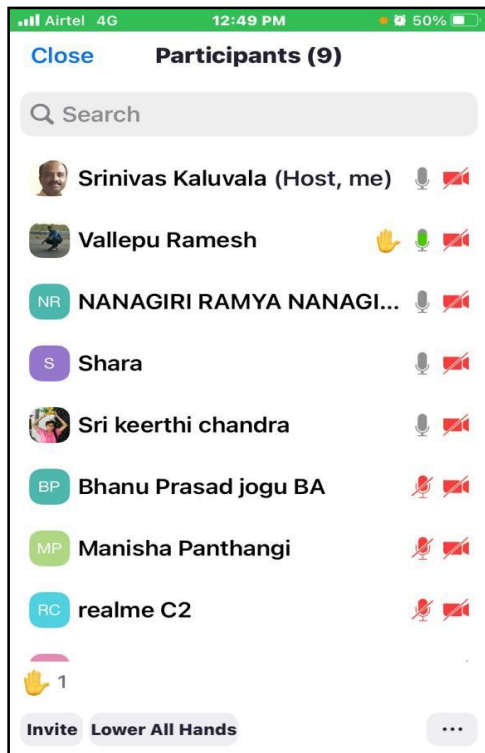 Airtel 4G 12:49 PM 50%
Close Participants (9)
Search
Srinivas Kaluvala (Host, me)
Vallepu Ramesh
NR NANAGIRI RAMYA NANAGI...
S Shara
Sri keerthi chandra
BP Bhanu Prasad jogu BA
MP Manisha Panthangi
RC realme C2
1
Invite Lower All Hands ...